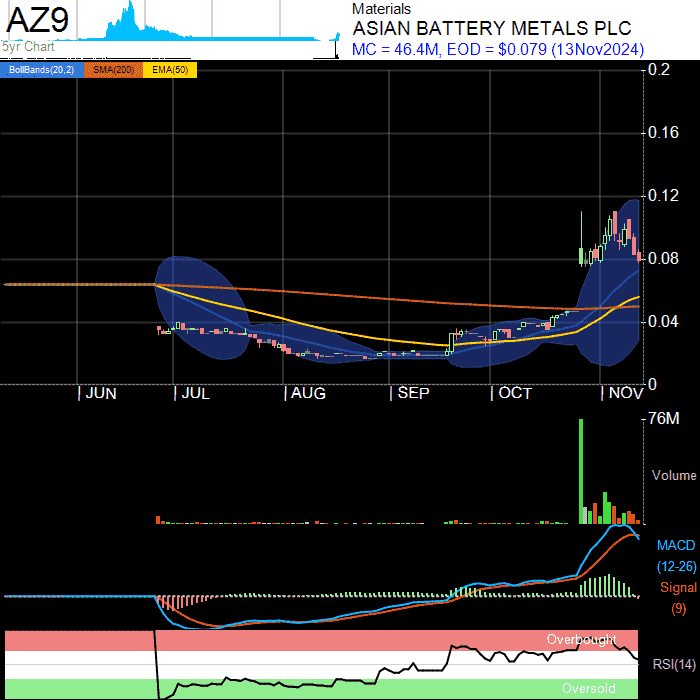 AZ9
5yr Chart
Materials
ASIAN BATTERY METALS PLC
MC = 46.4M, EOD = $0.079 (13Nov2024)
BollBands(20,2) SMA(200) EMA(50)
0.2
0.16
0.12
0.08
0.04
0
JUN JUL AUG SEP OCT NOV
76M
Volume
MACD
(12-26)
Signal
(9)
Overbought
RSI(14)
Oversold